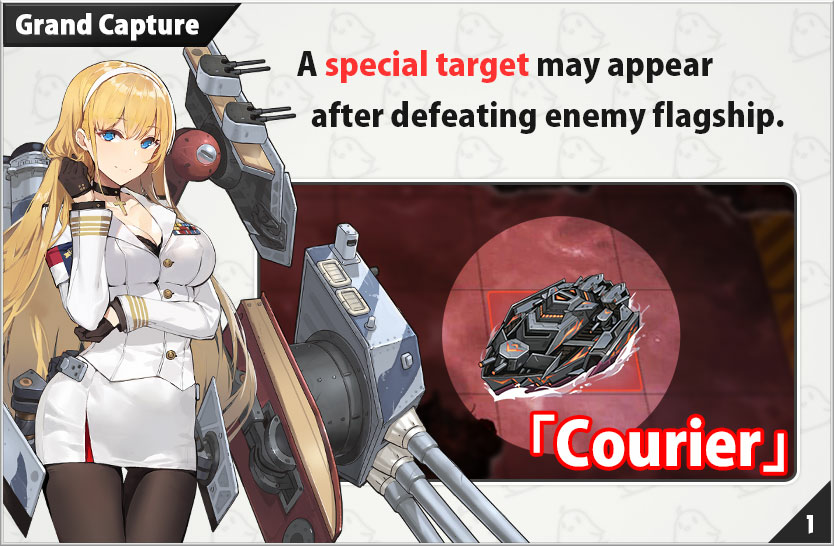 Grand Capture
A special target may appear
after defeating enemy flagship.
「Courier」
1